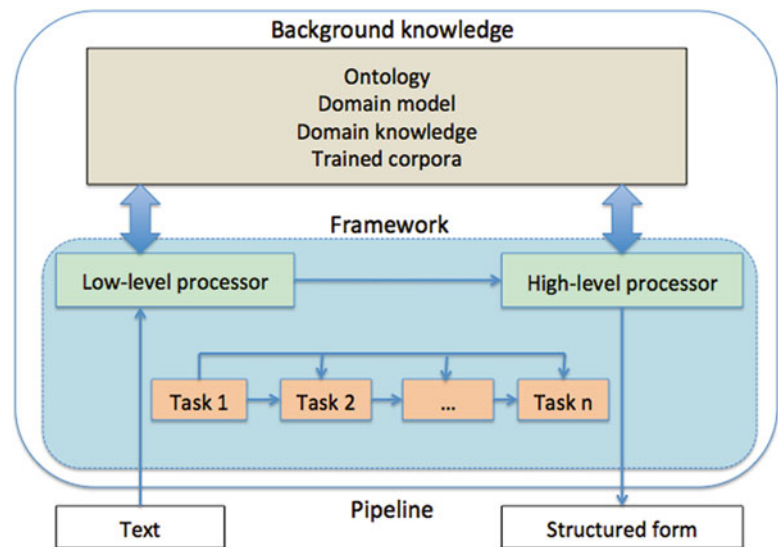 Background knowledge
Ontology
Domain model
Domain knowledge
Trained corpora
Framework
Low-level processor
High-level processor
Task 1
Task 2
...
Task n
Pipeline
Text
Structured form